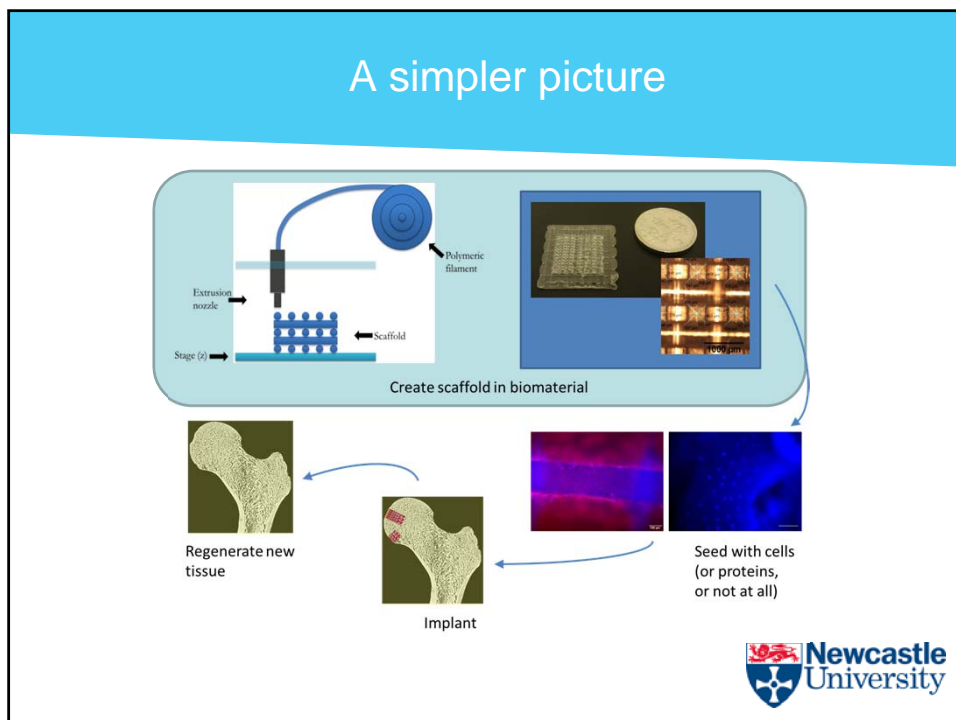 A simpler picture
Polymeric
filament
Extrusion
nozzle
Scaffold
Stage (z)
1000 µm
Create scaffold in biomaterial
Regenerate new
tissue
Implant
Seed with cells
(or proteins,
or not at all)
Newcastle
University